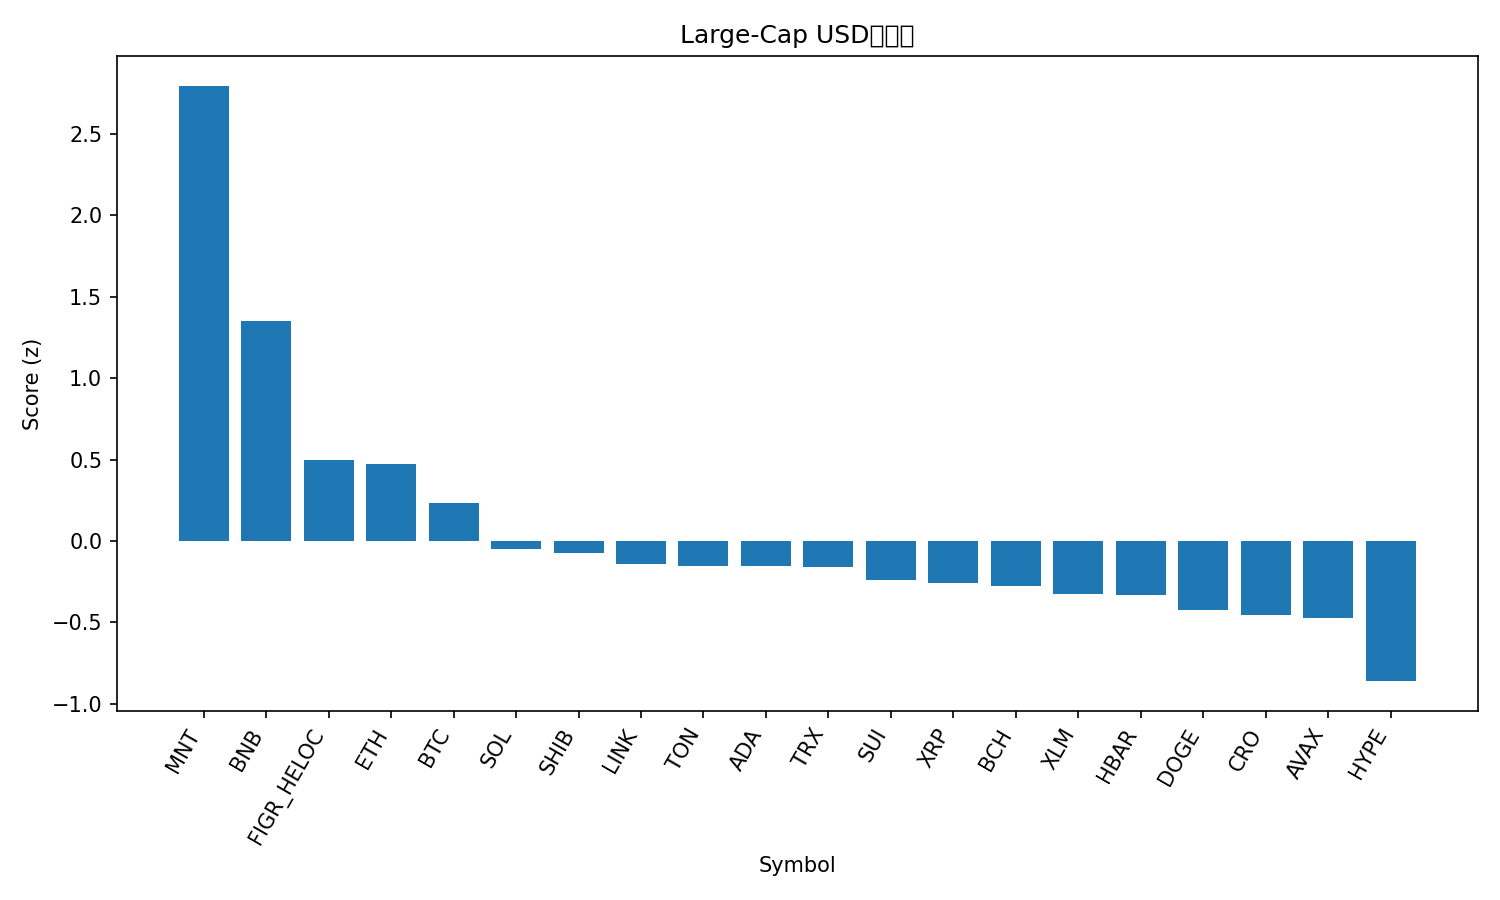 Large-Cap USD
Score (z)
2.5
2.0
1.5
1.0
0.5
0.0
−0.5
−1.0
MNT
BNB
FIGR_HELOC
ETH
BTC
SOL
SHIB
LINK
TON
ADA
TRX
SUI
XRP
BCH
XLM
HBAR
DOGE
CRO
AVAX
HYPE
Symbol